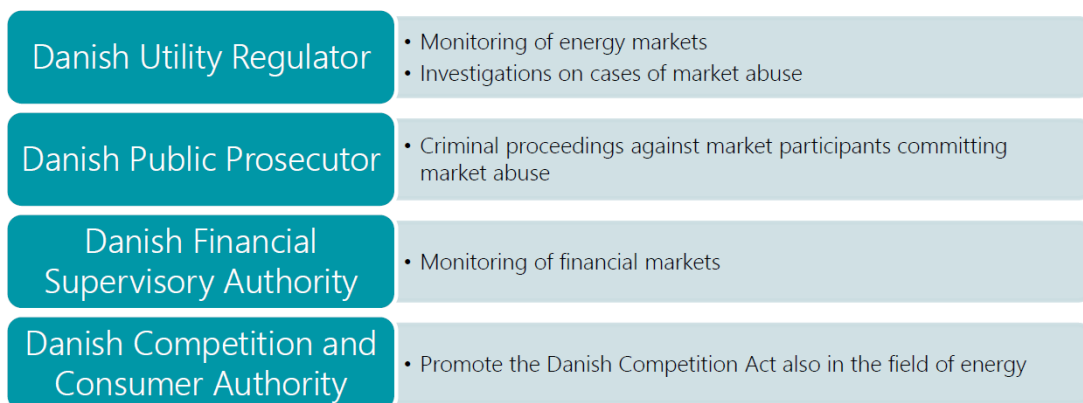 Danish Utility Regulator
• Monitoring of energy markets
• Investigations on cases of market abuse
Danish Public Prosecutor
• Criminal proceedings against market participants committing
market abuse
Danish Financial
Supervisory Authority
• Monitoring of financial markets
Danish Competition and
Consumer Authority
• Promote the Danish Competition Act also in the field of energy